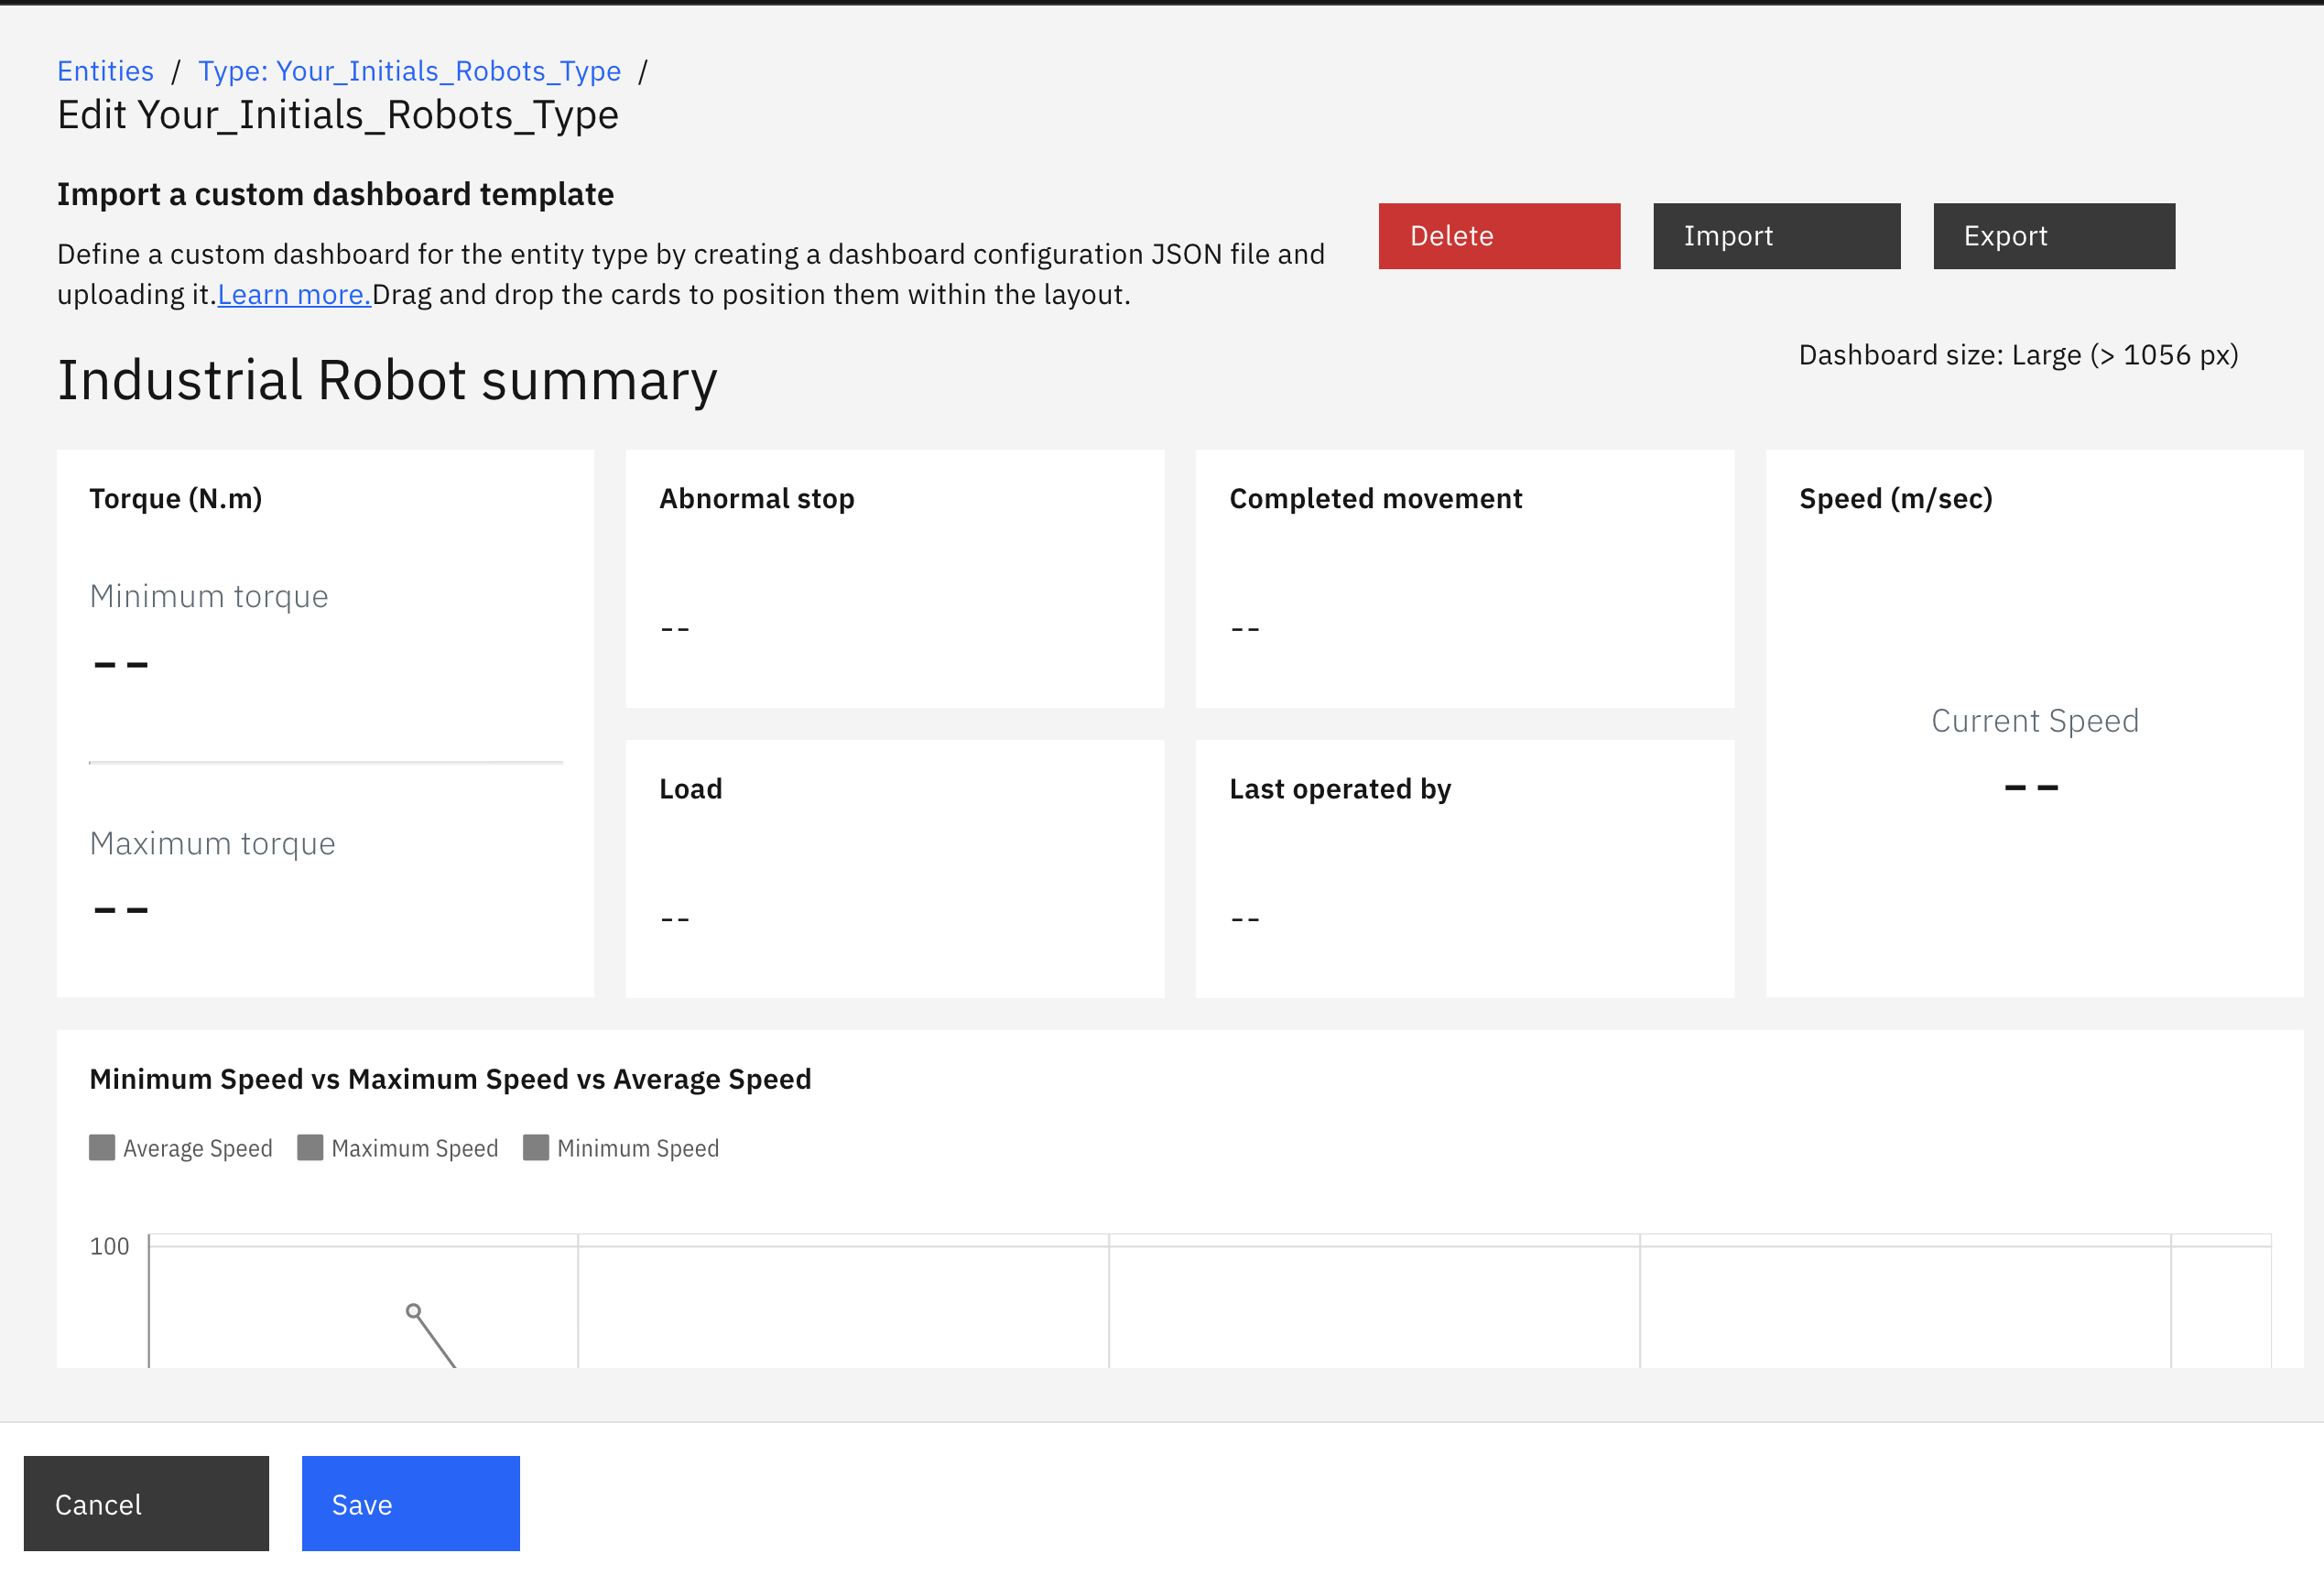 Entities / Type: Your_Initials_Robots_Type /
Edit Your_Initials_Robots_Type
Import a custom dashboard template
Define a custom dashboard for the entity type by creating a dashboard configuration JSON file and
uploading it.Learn more.Drag and drop the cards to position them within the layout.
Delete
Import
Export
Dashboard size: Large (> 1056 px)
Industrial Robot summary
Torque (N.m)
Minimum torque
--
Maximum torque
--
Abnormal stop
--
Completed movement
--
Load
--
Last operated by
--
Speed (m/sec)
Current Speed
--
Minimum Speed vs Maximum Speed vs Average Speed
Average Speed Maximum Speed Minimum Speed
100
Cancel
Save